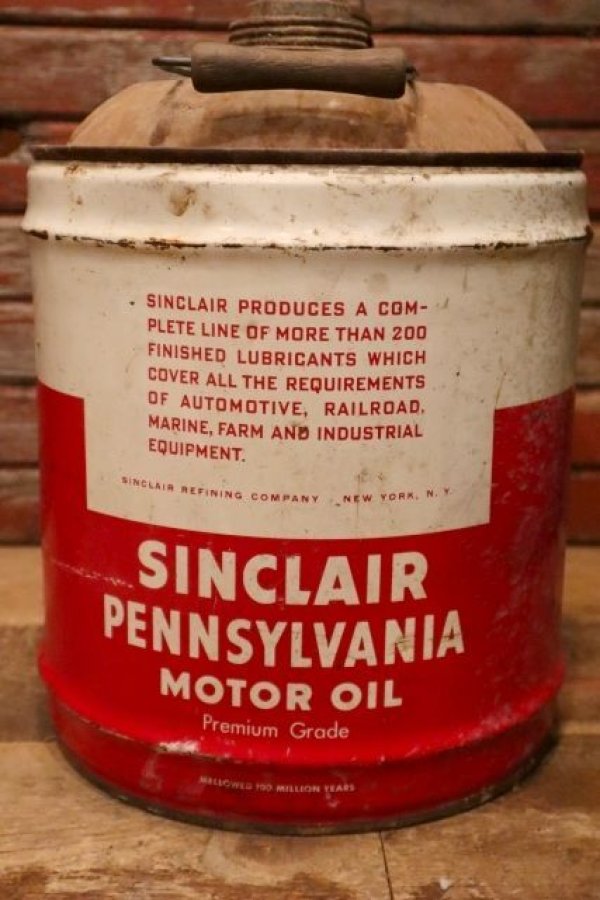 SINCLAIR PRODUCES A COM-
PLETE LINE OF MORE THAN 200
FINISHED LUBRICANTS WHICH
COVER ALL THE REQUIREMENTS
OF AUTOMOTIVE, RAILROAD,
MARINE, FARM AND INDUSTRIAL
EQUIPMENT.
SINCLAIR REFINING COMPANY NEW YORK, N. Y.
SINCLAIR
PENNSYLVANIA
MOTOR OIL
Premium Grade
MELLOWED 100 MILLION YEARS